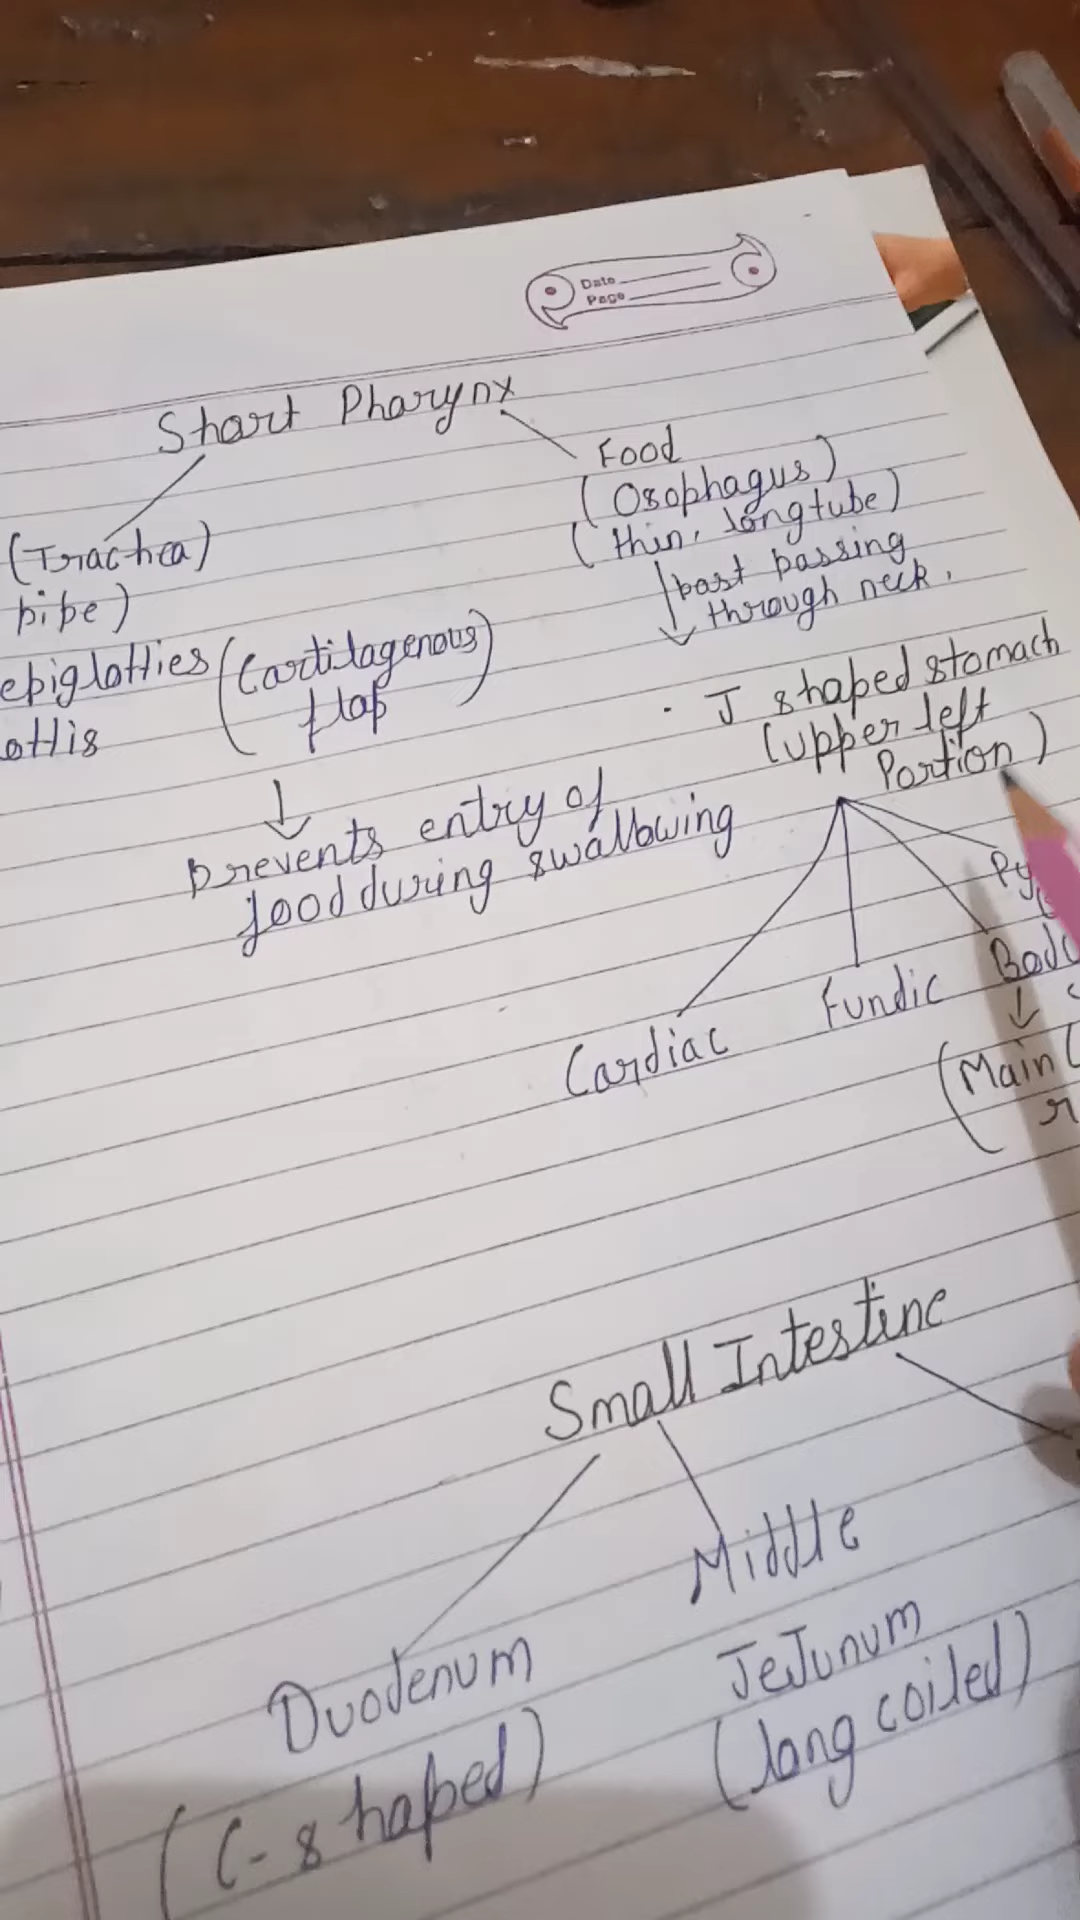 Date
Page
Short Pharynx
Food
(Osophagus)
(thin, long tube)
(Trachea)
past passing
through neck.
pipe)
epiglotties (Cartilagenous
flap)
ottis
J shaped stomach
(upper left
Portion)
↓
prevents entry of
food during swallowing
Py
Body
Fundic
Cardiac
(Main
Small Intestine
Middle
Duodenum
JeJunum
(C-shaped)
(long coiled)